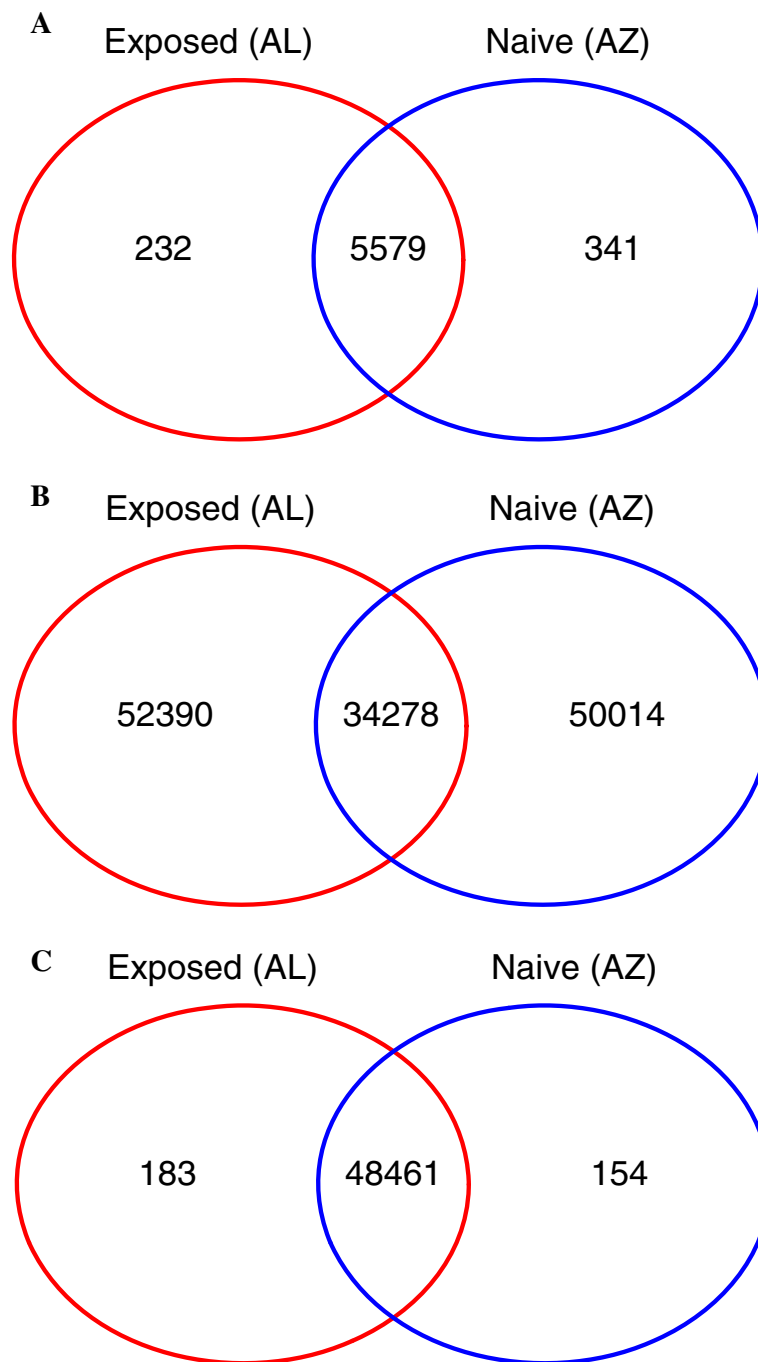 A
Exposed (AL) Naive (AZ)
232 5579 341
B
Exposed (AL) Naive (AZ)
52390 34278 50014
C
Exposed (AL) Naive (AZ)
183 48461 154